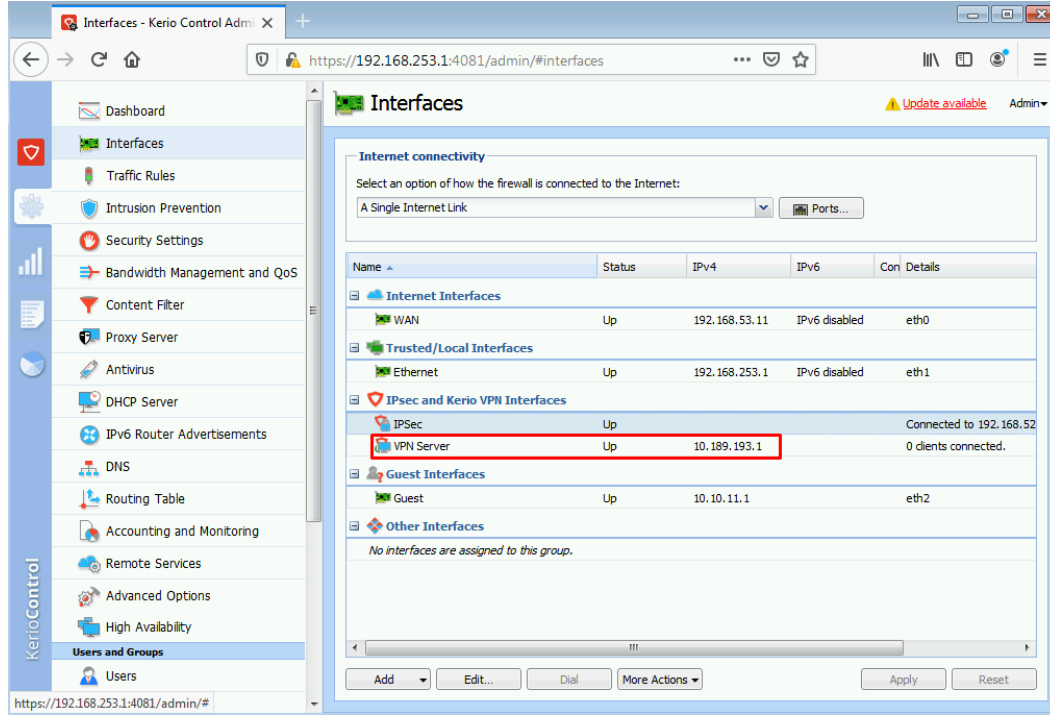 Interfaces - Kerio Control Admi
https://192.168.253.1:4081/admin/#interfaces
Dashboard
Interfaces
Traffic Rules
Intrusion Prevention
Security Settings
Bandwidth Management and QoS
Content Filter
Proxy Server
Antivirus
DHCP Server
IPv6 Router Advertisements
DNS
Routing Table
Accounting and Monitoring
Remote Services
Advanced Options
High Availability
Users and Groups
Users
https://192.168.253.1:4081/admin/#
KerioControl
Interfaces
Update available Admin
Internet connectivity
Select an option of how the firewall is connected to the Internet:
A Single Internet Link Ports...
Name Status IPv4 IPv6 Con Details
Internet Interfaces
WAN Up 192.168.53.11 IPv6 disabled eth0
Trusted/Local Interfaces
Ethernet Up 192.168.253.1 IPv6 disabled eth1
IPsec and Kerio VPN Interfaces
IPSec Up Connected to 192.168.52
VPN Server Up 10.189.193.1 0 clients connected.
Guest Interfaces
Guest Up 10.10.11.1 eth2
Other Interfaces
No interfaces are assigned to this group.
Add Edit... Dial More Actions Apply Reset